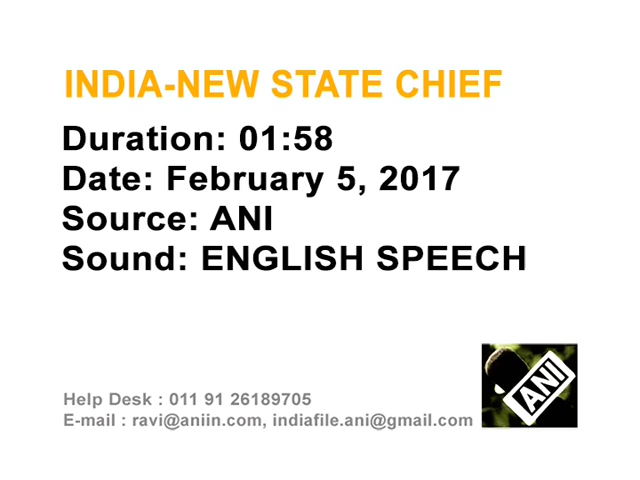 INDIA-NEW STATE CHIEF
Duration: 01:58
Date: February 5, 2017
Source: ANI
Sound: ENGLISH SPEECH
Help Desk : 011 91 26189705
E-mail : ravi@aniin.com, indiafile.ani@gmail.com
ANI